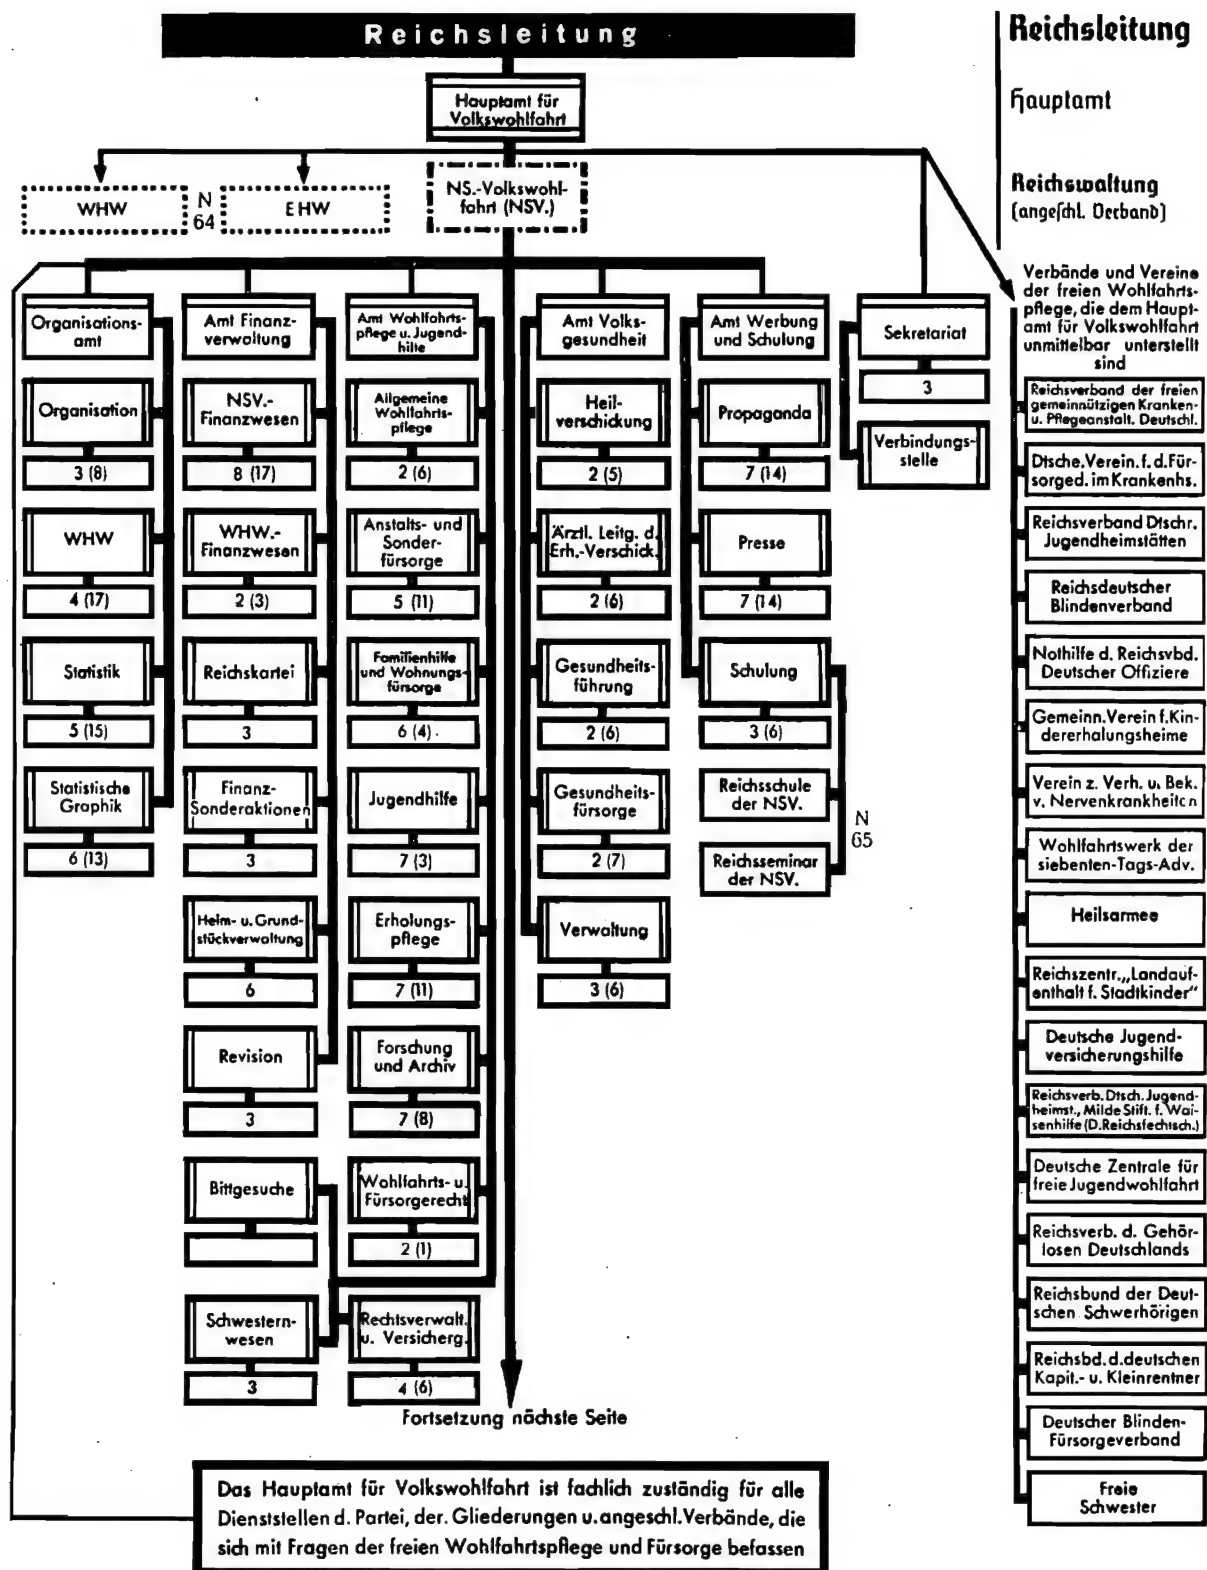 Reichsleitung
Hauptamt für
Volkswohlfahrt
WHW
N
64
EHW
NS.-Volkswohl-
fahrt (NSV.)
Reichsleitung
Hauptamt
Reichswaltung
(angeschl. Verband)
Organisations-
amt
Organisation
3 (8)
WHW
4 (17)
Statistik
5 (15)
Statistische
Graphik
6 (13)
Amt Finanz-
verwaltung
NSV.-
Finanzwesen
8 (17)
WHW.-
Finanzwesen
2 (3)
Reichskartei
3
Finanz-
Sonderaktionen
3
Heim- u. Grund-
stückverwaltung
6
Revision
3
Bittgesuche
Schwestern-
wesen
3
Amt Wohlfahrts-
pflege u. Jugend-
hilfe
Allgemeine
Wohlfahrts-
pflege
2 (6)
Anstalts- und
Sonder-
fürsorge
5 (11)
Familienhilfe
und Wohnungs-
fürsorge
6 (4)
Jugendhilfe
7 (3)
Erholungs-
pflege
7 (11)
Forschung
und Archiv
7 (8)
Wohlfahrts- u.
Fürsorgerecht
2 (1)
Rechtsverwalt.
u. Versicherg.
4 (6)
Amt Volks-
gesundheit
Heil-
verschickung
2 (5)
Ärztl. Leitg. d.
Erh.-Verschick.
2 (6)
Gesundheits-
führung
2 (6)
Gesundheits-
fürsorge
2 (7)
Verwaltung
3 (6)
Amt Werbung
und Schulung
Propaganda
7 (14)
Presse
7 (14)
Schulung
3 (6)
Reichsschule
der NSV.
Reichsseminar
der NSV.
N
65
Sekretariat
3
Verbindungs-
stelle
Verbände und Vereine
der freien Wohlfahrts-
pflege, die dem Haupt-
amt für Volkswohlfahrt
unmittelbar unterstellt
sind
Reichsverband der freien
gemeinnützigen Kranken-
u. Pflegeanstalt. Deutschl.
Dtsche. Verein. f. d. Für-
sorged. im Krankenhs.
Reichsverband Dtschr.
Jugendheimstätten
Reichsdeutscher
Blindenverband
Nothilfe d. Reichsvbd.
Deutscher Offiziere
Gemeinn. Verein f. Kin-
dererhalungsheime
Verein z. Verh. u. Bek.
v. Nervenkrankheiten
Wohlfahrtswerk der
siebenten-Tags-Adv.
Heilsarmee
Reichszentr. „Landauf-
enthalt f. Stadtkinder“
Deutsche Jugend-
versicherungshilfe
Reichsverb. Dtsch. Jugend-
heimst., Milde Stift. f. Wai-
senhilfe (D. Reichsfechtsch.)
Deutsche Zentrale für
freie Jugendwohlfahrt
Reichsverb. d. Gehör-
losen Deutschlands
Reichsbund der Deut-
schen Schwerhörigen
Reichsbd. d. deutschen
Kapit.- u. Kleinrentner
Deutscher Blinden-
Fürsorgeverband
Freie
Schwester
Fortsetzung nächste Seite
Das Hauptamt für Volkswohlfahrt ist fachlich zuständig für alle
Dienststellen d. Partei, der. Gliederungen u. angeschl. Verbände, die
sich mit Fragen der freien Wohlfahrtspflege und Fürsorge befassen